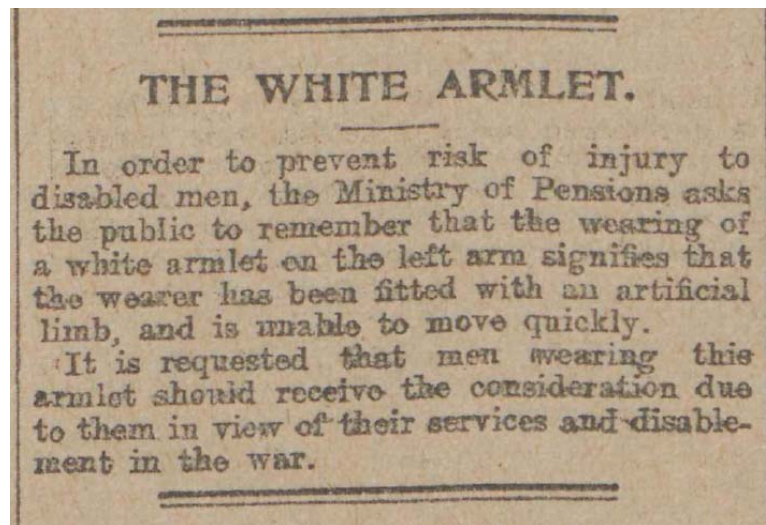 THE WHITE ARMLET.
In order to prevent risk of injury to
disabled men, the Ministry of Pensions asks
the public to remember that the wearing of
a white armlet on the left arm signifies that
the wearer has been fitted with an artificial
limb, and is unable to move quickly.
It is requested that men wearing this
armlet should receive the consideration due
to them in view of their services and disable-
ment in the war.